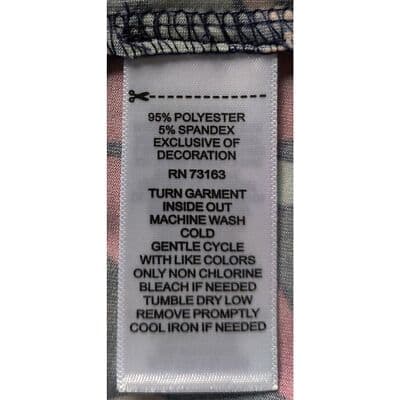 95% POLYESTER
5% SPANDEX
EXCLUSIVE OF
DECORATION
RN 73163
TURN GARMENT
INSIDE OUT
MACHINE WASH
COLD
GENTLE CYCLE
WITH LIKE COLORS
ONLY NON CHLORINE
BLEACH IF NEEDED
TUMBLE DRY LOW
REMOVE PROMPTLY
COOL IRON IF NEEDED